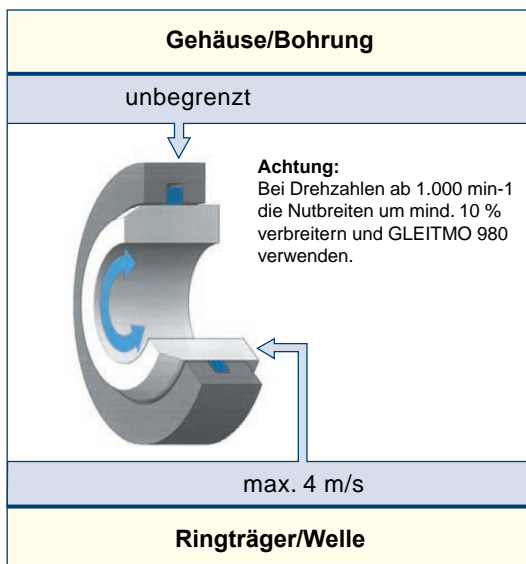 Gehäuse/Bohrung
unbegrenzt
Achtung:
Bei Drehzahlen ab 1.000 min-1
die Nutbreiten um mind. 10 %
verbreitern und GLEITMO 980
verwenden.
max. 4 m/s
Ringträger/Welle